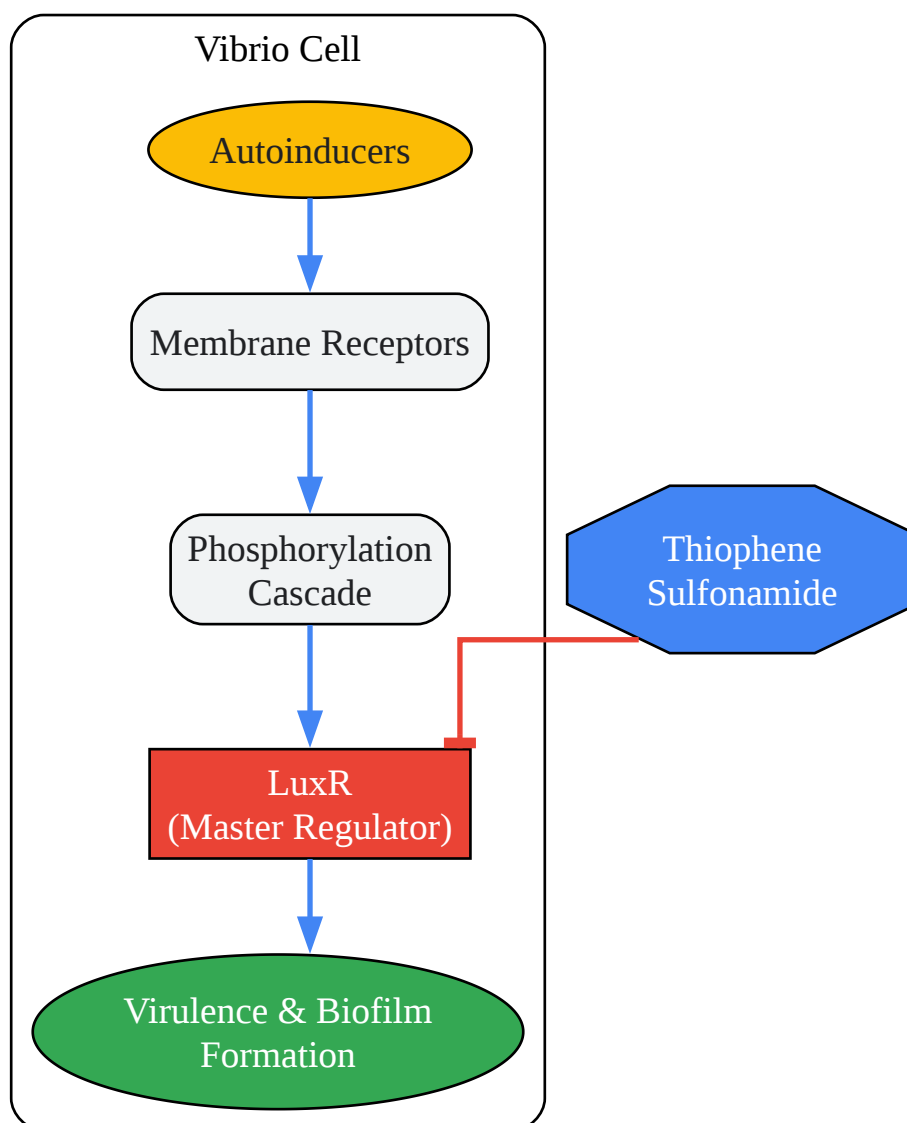 Vibrio Cell
Autoinducers
Membrane Receptors
Phosphorylation
Cascade
Thiophene
Sulfonamide
LuxR
(Master Regulator)
Virulence & Biofilm
Formation